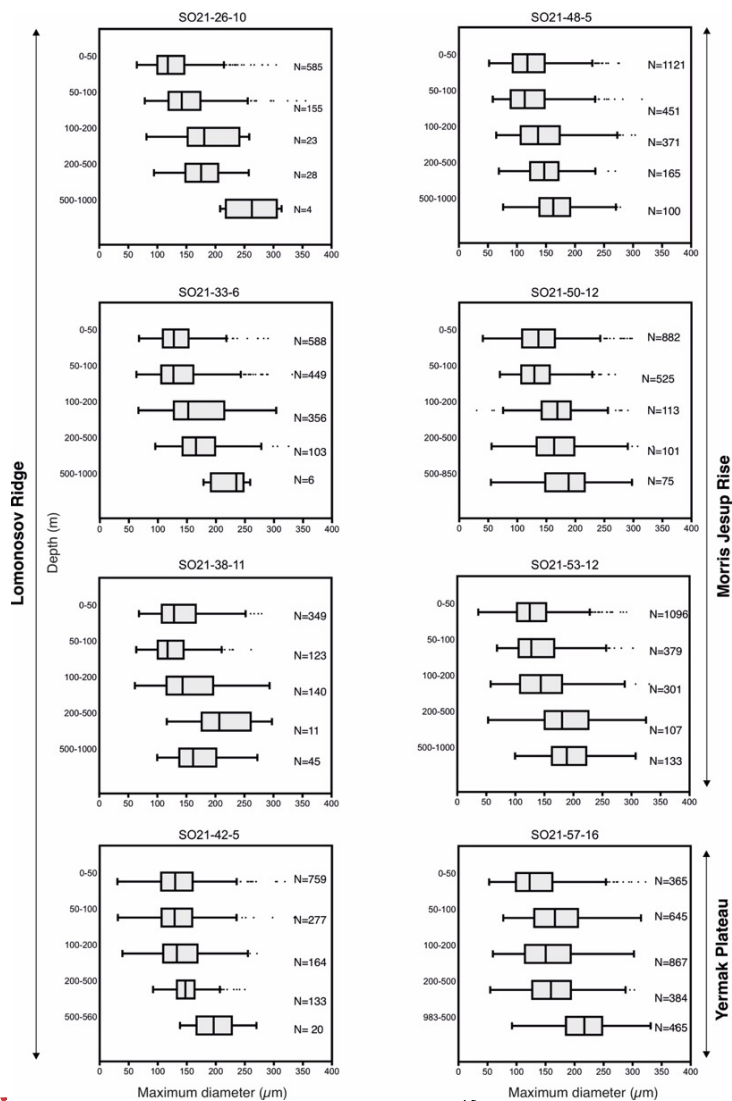 SO21-26-10
0-50
N=585
50-100
N=155
100-200
N=23
200-500
N=28
500-1000
N=4
0 50 100 150 200 250 300 350 400
SO21-33-6
0-50
N=588
50-100
N=449
100-200
N=356
200-500
N=103
500-1000
N=6
0 50 100 150 200 250 300 350 400
SO21-38-11
0-50
N=349
50-100
N=123
100-200
N=140
200-500
N=11
500-1000
N=45
0 50 100 150 200 250 300 350 400
SO21-42-5
0-50
N=759
50-100
N=277
100-200
N=164
200-500
N=133
500-560
N= 20
0 50 100 150 200 250 300 350 400
Maximum diameter (µm)
Lomonosov Ridge
Depth (m)
SO21-48-5
0-50
N=1121
50-100
N=451
100-200
N=371
200-500
N=165
500-1000
N=100
0 50 100 150 200 250 300 350 400
SO21-50-12
0-50
N=882
50-100
N=525
100-200
N=113
200-500
N=101
500-850
N=75
0 50 100 150 200 250 300 350 400
SO21-53-12
0-50
N=1096
50-100
N=379
100-200
N=301
200-500
N=107
500-1000
N=133
0 50 100 150 200 250 300 350 400
SO21-57-16
0-50
N=365
50-100
N=645
100-200
N=867
200-500
N=384
983-500
N=465
0 50 100 150 200 250 300 350 400
Maximum diameter (µm)
Morris Jesup Rise
Yermak Plateau